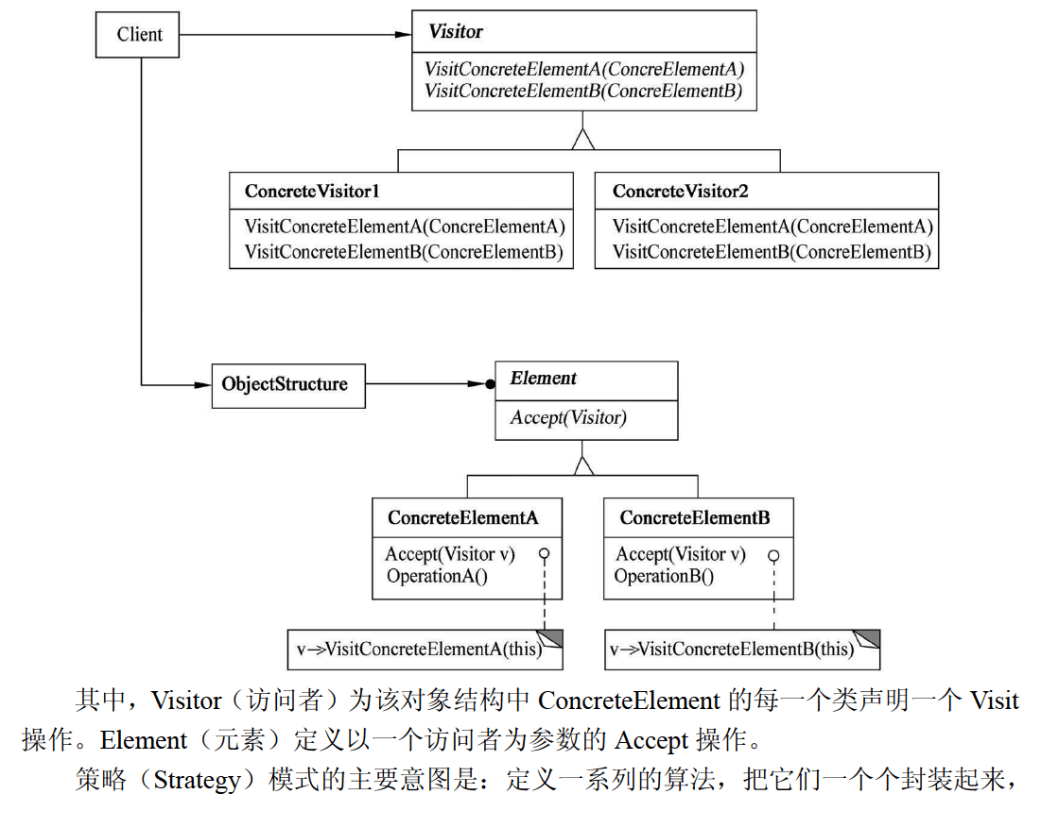 Client
Visitor
VisitConcreteElementA(ConcreElementA)
VisitConcreteElementB(ConcreElementB)
ConcreteVisitor1
VisitConcreteElementA(ConcreElementA)
VisitConcreteElementB(ConcreElementB)
ConcreteVisitor2
VisitConcreteElementA(ConcreElementA)
VisitConcreteElementB(ConcreElementB)
ObjectStructure
Element
Accept(Visitor)
ConcreteElementA
Accept(Visitor v)
OperationA()
ConcreteElementB
Accept(Visitor v)
OperationB()
v->VisitConcreteElementA(this)
v->VisitConcreteElementB(this)
其中，Visitor（访问者）为该对象结构中 ConcreteElement 的每一个类声明一个 Visit
操作。Element（元素）定义以一个访问者为参数的 Accept 操作。
策略（Strategy）模式的主要意图是：定义一系列的算法，把它们一个个封装起来，